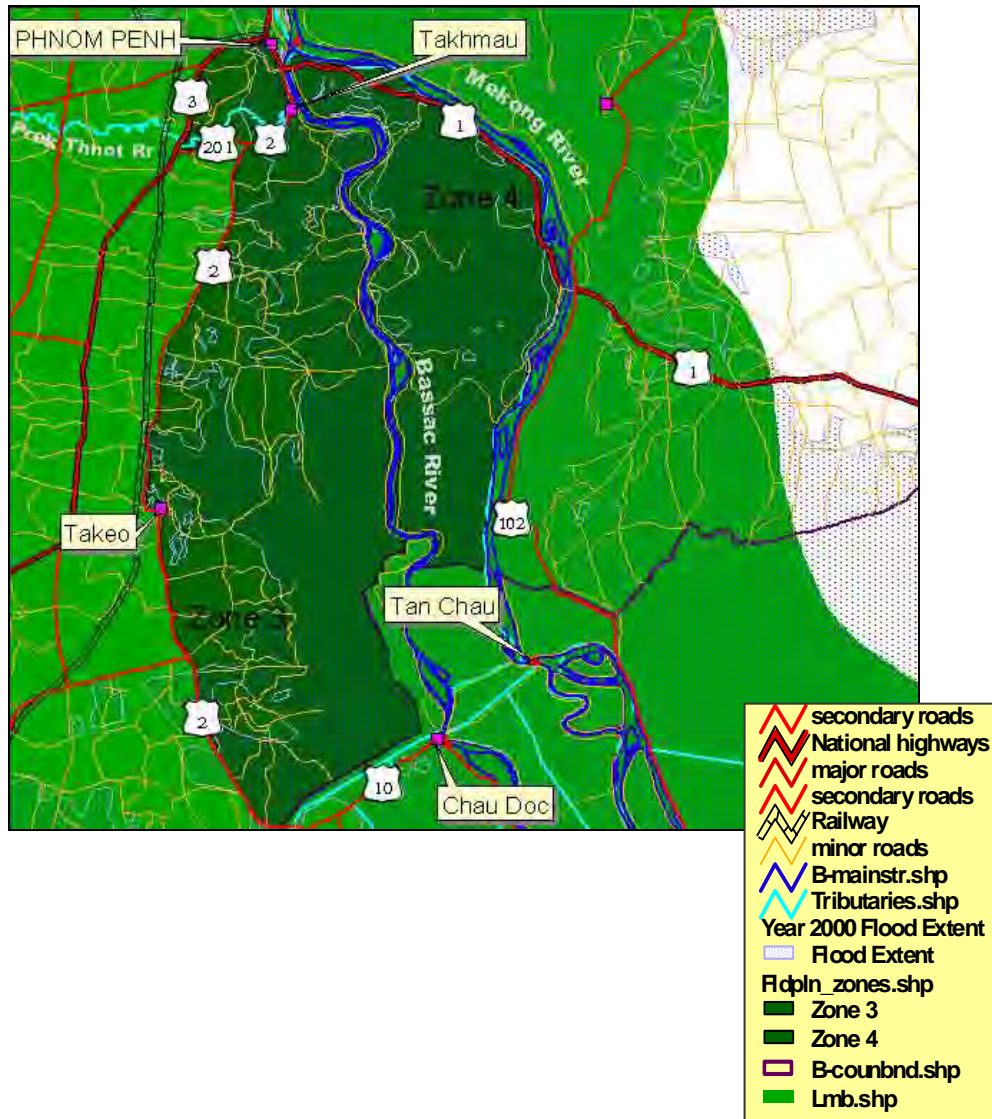 PHNOM PENH
Takhmau
3
1
Mekong River
Prek Thhot Rr
201
2
Zone 4
2
1
Bassac River
102
Takeo
Tan Chau
Zone 3
2
10
Chau Doc
secondary roads
National highways
major roads
secondary roads
Railway
minor roads
B-mainstr.shp
Tributaries.shp
Year 2000 Flood Extent
Flood Extent
Fldpln_zones.shp
Zone 3
Zone 4
B-counbnd.shp
Lmb.shp